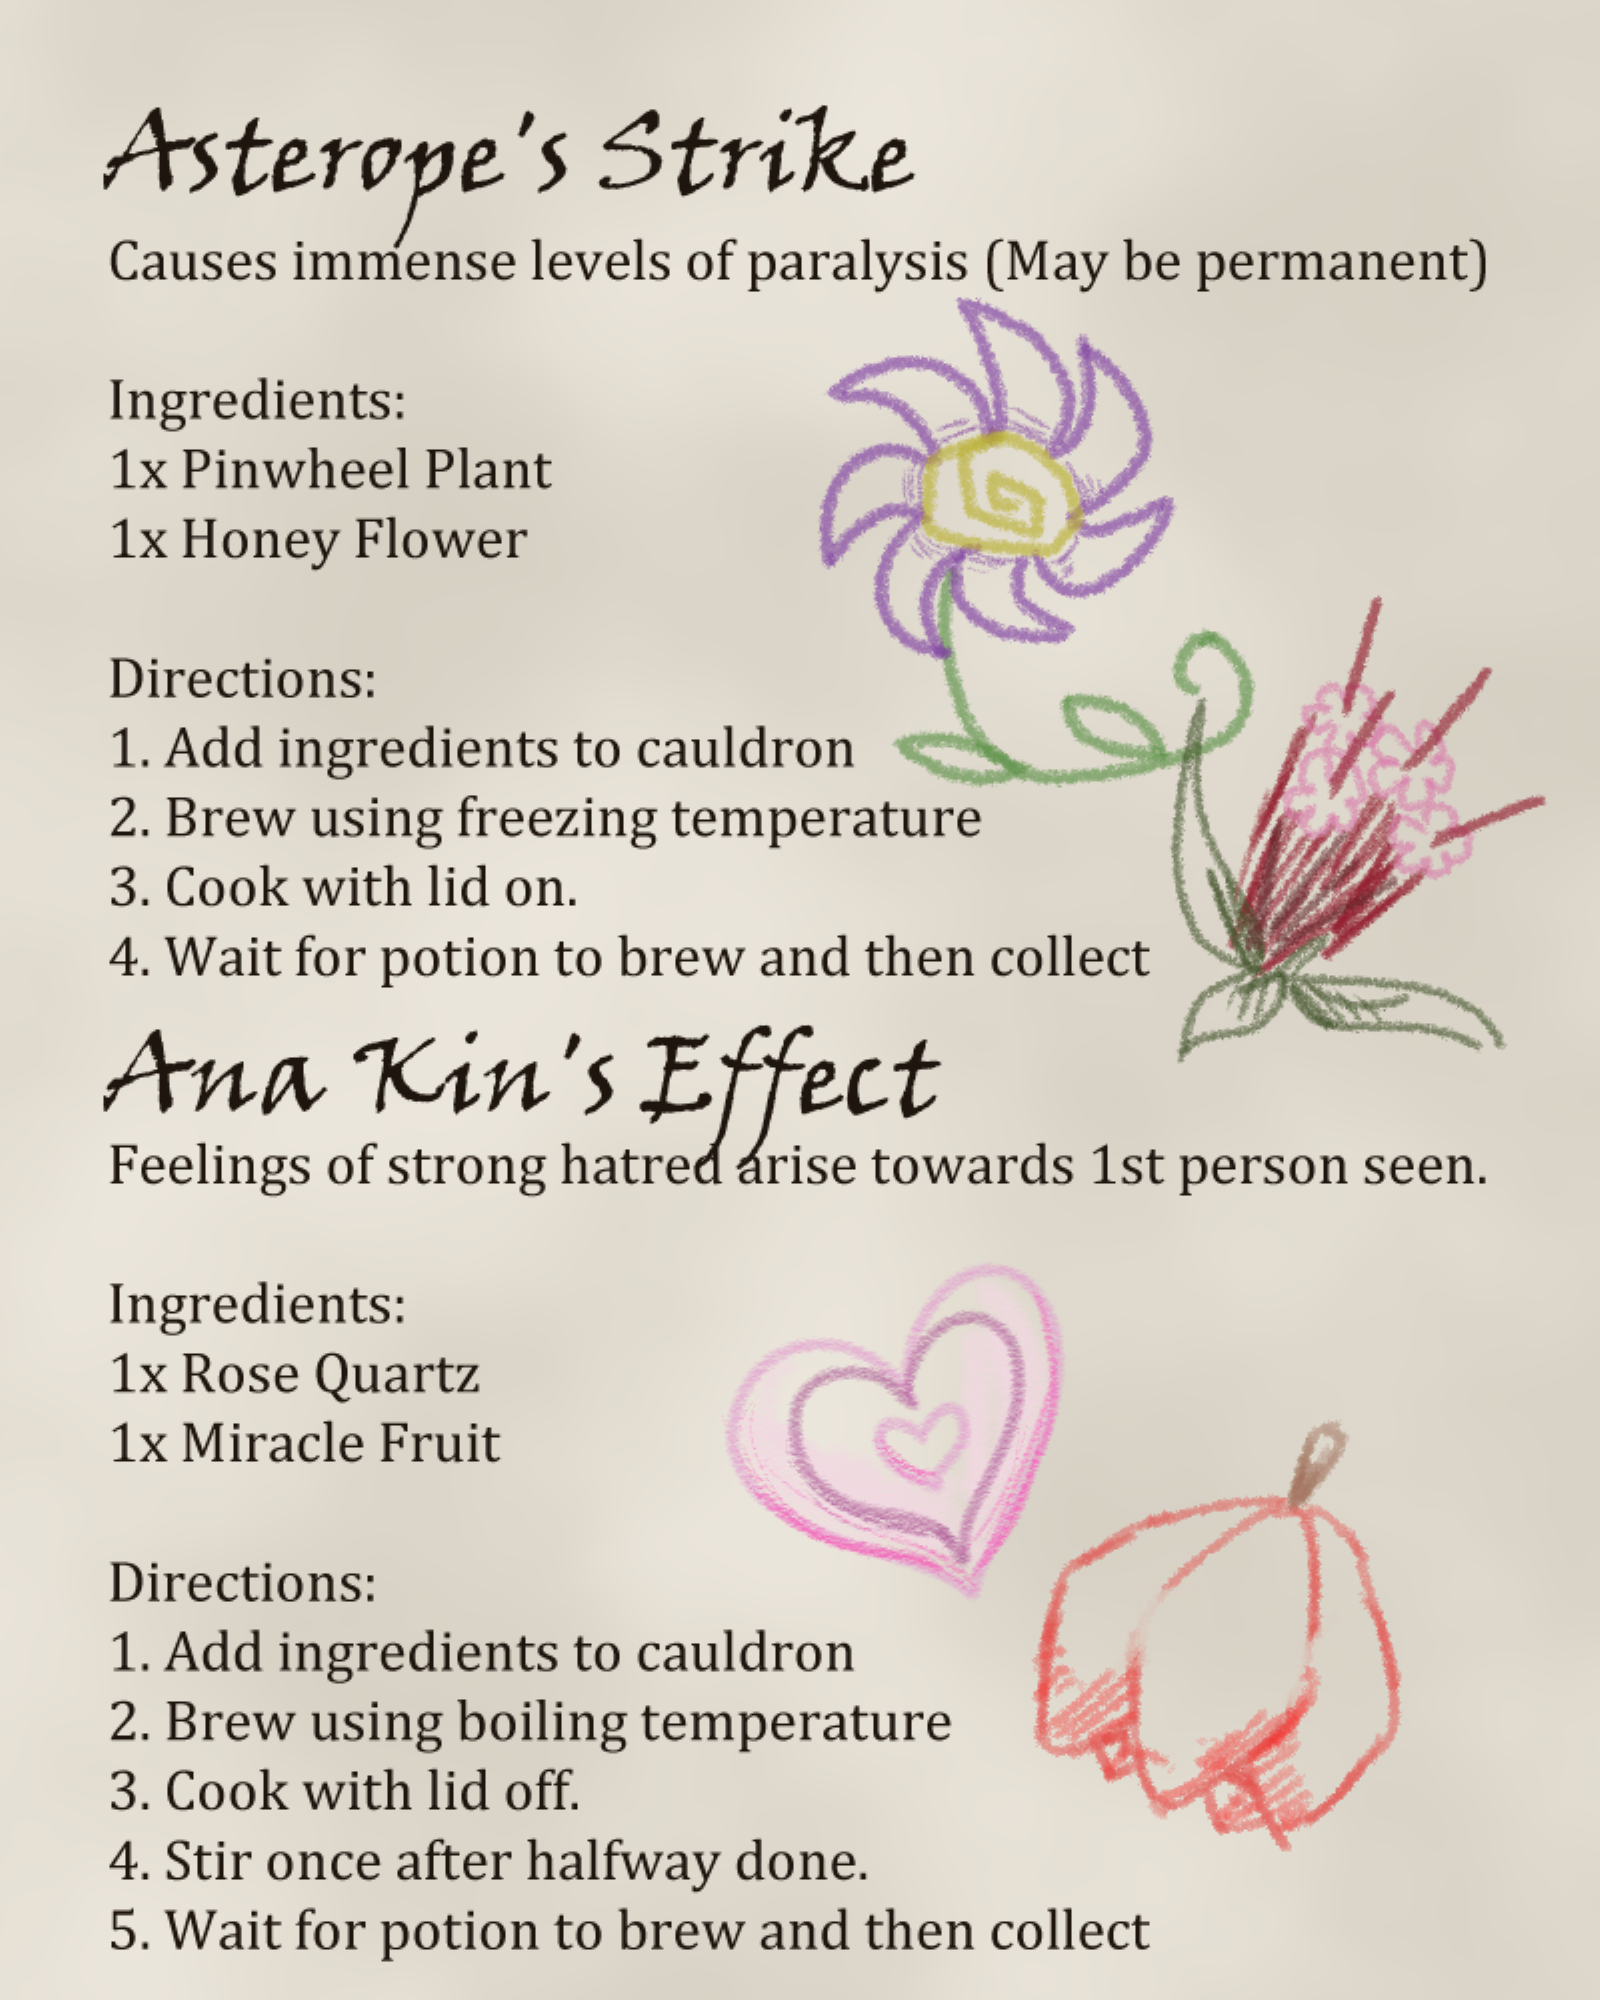 Asterope's Strike
Causes immense levels of paralysis (May be permanent)
Ingredients:
1x Pinwheel Plant
1x Honey Flower
Directions:
1. Add ingredients to cauldron
2. Brew using freezing temperature
3. Cook with lid on.
4. Wait for potion to brew and then collect
Ana Kin's Effect
Feelings of strong hatred arise towards 1st person seen.
Ingredients:
1x Rose Quartz
1x Miracle Fruit
Directions:
1. Add ingredients to cauldron
2. Brew using boiling temperature
3. Cook with lid off.
4. Stir once after halfway done.
5. Wait for potion to brew and then collect